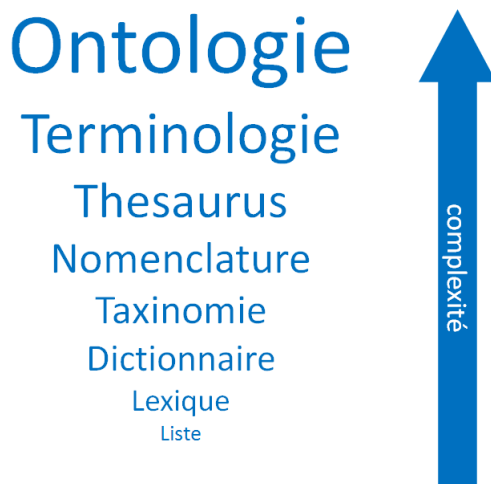 Ontologie
Terminologie
Thesaurus
Nomenclature
Taxinomie
Dictionnaire
Lexique
Liste
complexité